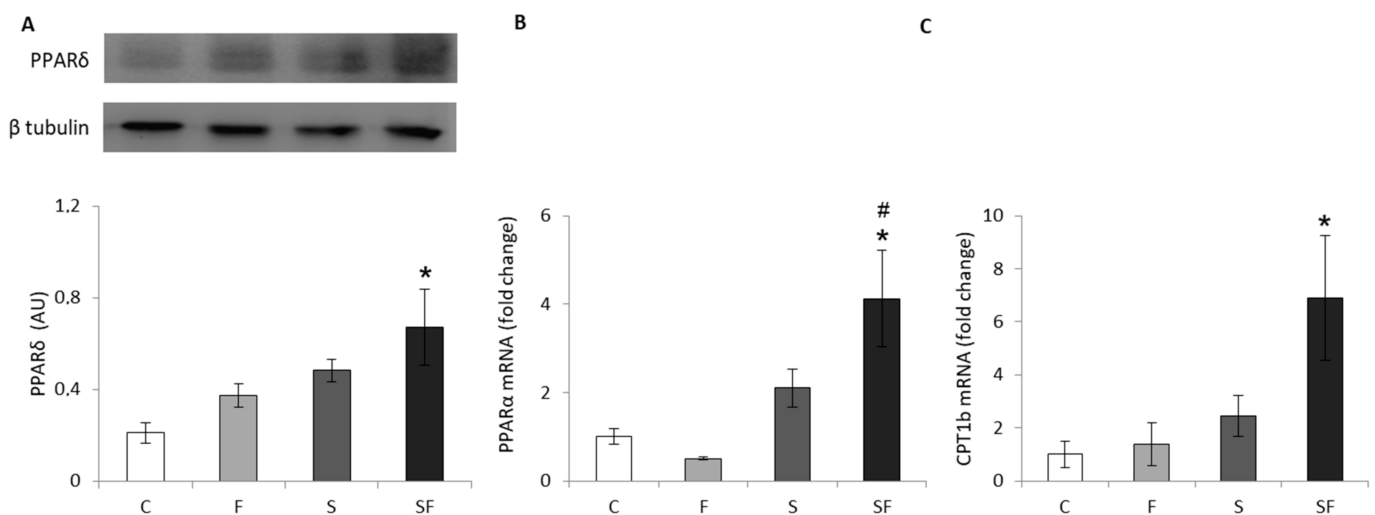 A
PPARδ
β tubulin
PPARδ (AU)
1,2
0.8
0.4
0
*
C F S SF
B
PPARα mRNA (fold change)
6
4
2
0
#
*
C F S SF
C
CPT1b mRNA (fold change)
10
8
6
4
2
0
*
C F S SF